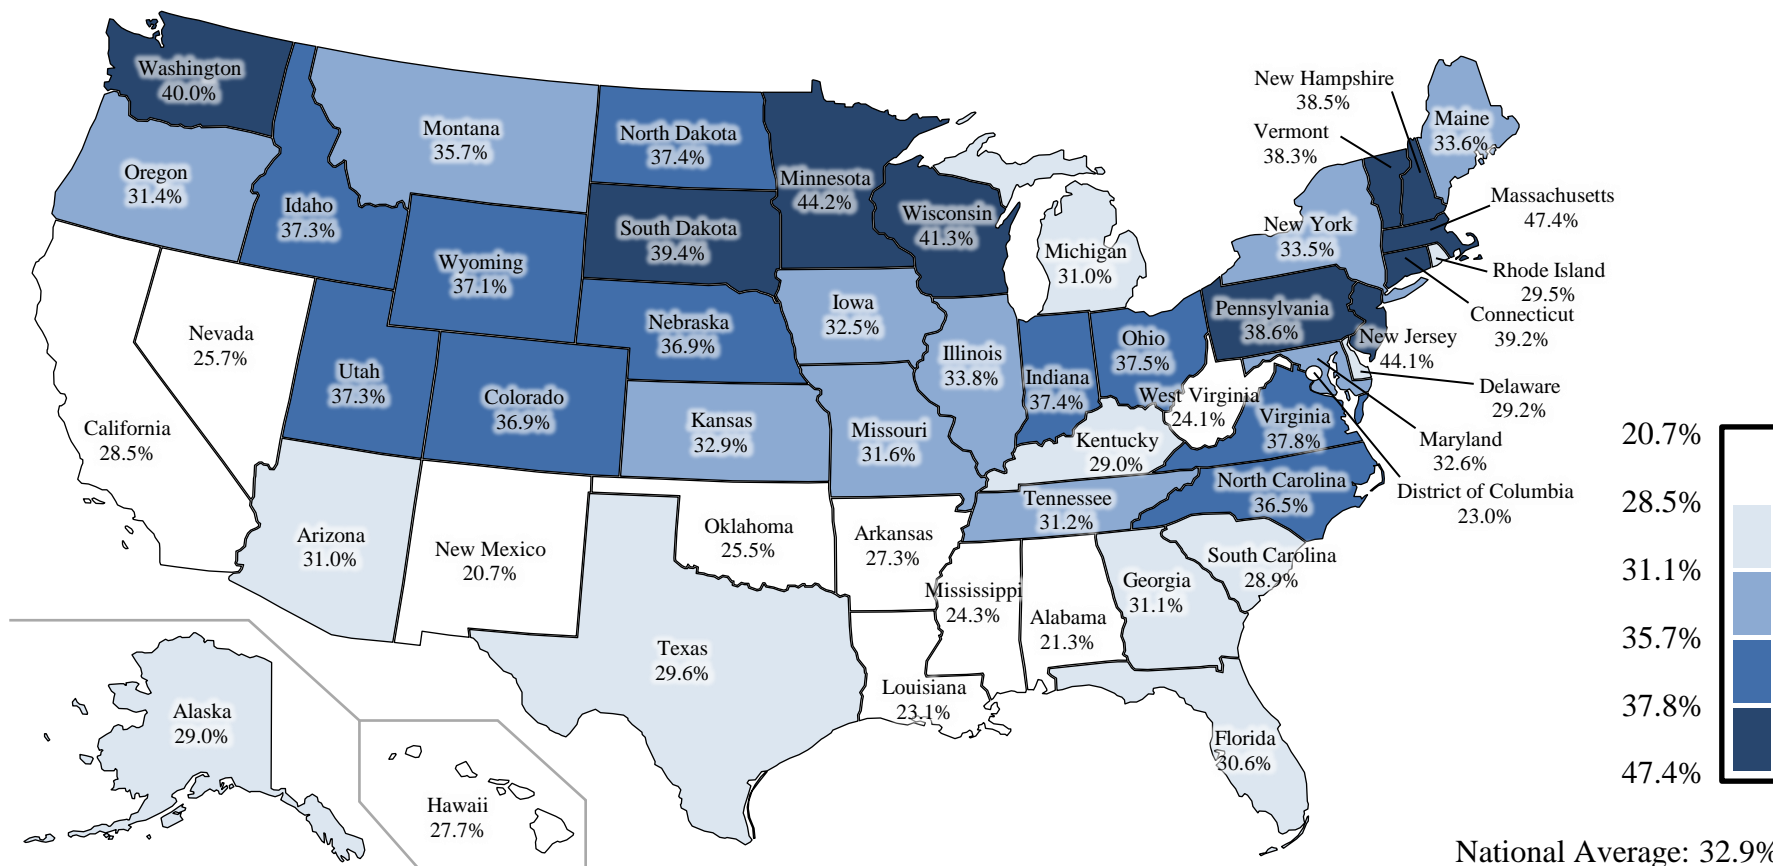 Washington
40.0%
Oregon
31.4%
Idaho
37.3%
Montana
35.7%
North Dakota
37.4%
Minnesota
44.2%
Wisconsin
41.3%
South Dakota
39.4%
Wyoming
37.1%
Michigan
31.0%
New Hampshire
38.5%
Vermont
38.3%
Maine
33.6%
Massachusetts
47.4%
New York
33.5%
Rhode Island
29.5%
Connecticut
39.2%
Pennsylvania
38.6%
New Jersey
44.1%
Delaware
29.2%
Nevada
25.7%
Utah
37.3%
Colorado
36.9%
Nebraska
36.9%
Iowa
32.5%
Illinois
33.8%
Indiana
37.4%
Ohio
37.5%
West Virginia
24.1%
Virginia
37.8%
Maryland
32.6%
District of Columbia
23.0%
California
28.5%
Kansas
32.9%
Missouri
31.6%
Kentucky
29.0%
Tennessee
31.2%
North Carolina
36.5%
South Carolina
28.9%
Arizona
31.0%
New Mexico
20.7%
Oklahoma
25.5%
Arkansas
27.3%
Mississippi
24.3%
Alabama
21.3%
Georgia
31.1%
Texas
29.6%
Louisiana
23.1%
Florida
30.6%
Alaska
29.0%
Hawaii
27.7%
20.7%
28.5%
31.1%
35.7%
37.8%
47.4%
National Average: 32.9%